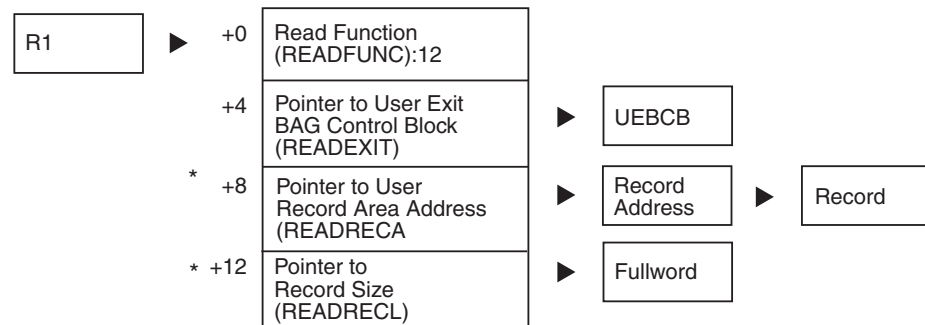 R1
+0
Read Function
(READFUNC):12
+4
Pointer to User Exit
BAG Control Block
(READEXIT)
UEBCB
* +8
Pointer to User
Record Area Address
(READRECA
Record
Address
Record
* +12
Pointer to
Record Size
(READRECL)
Fullword